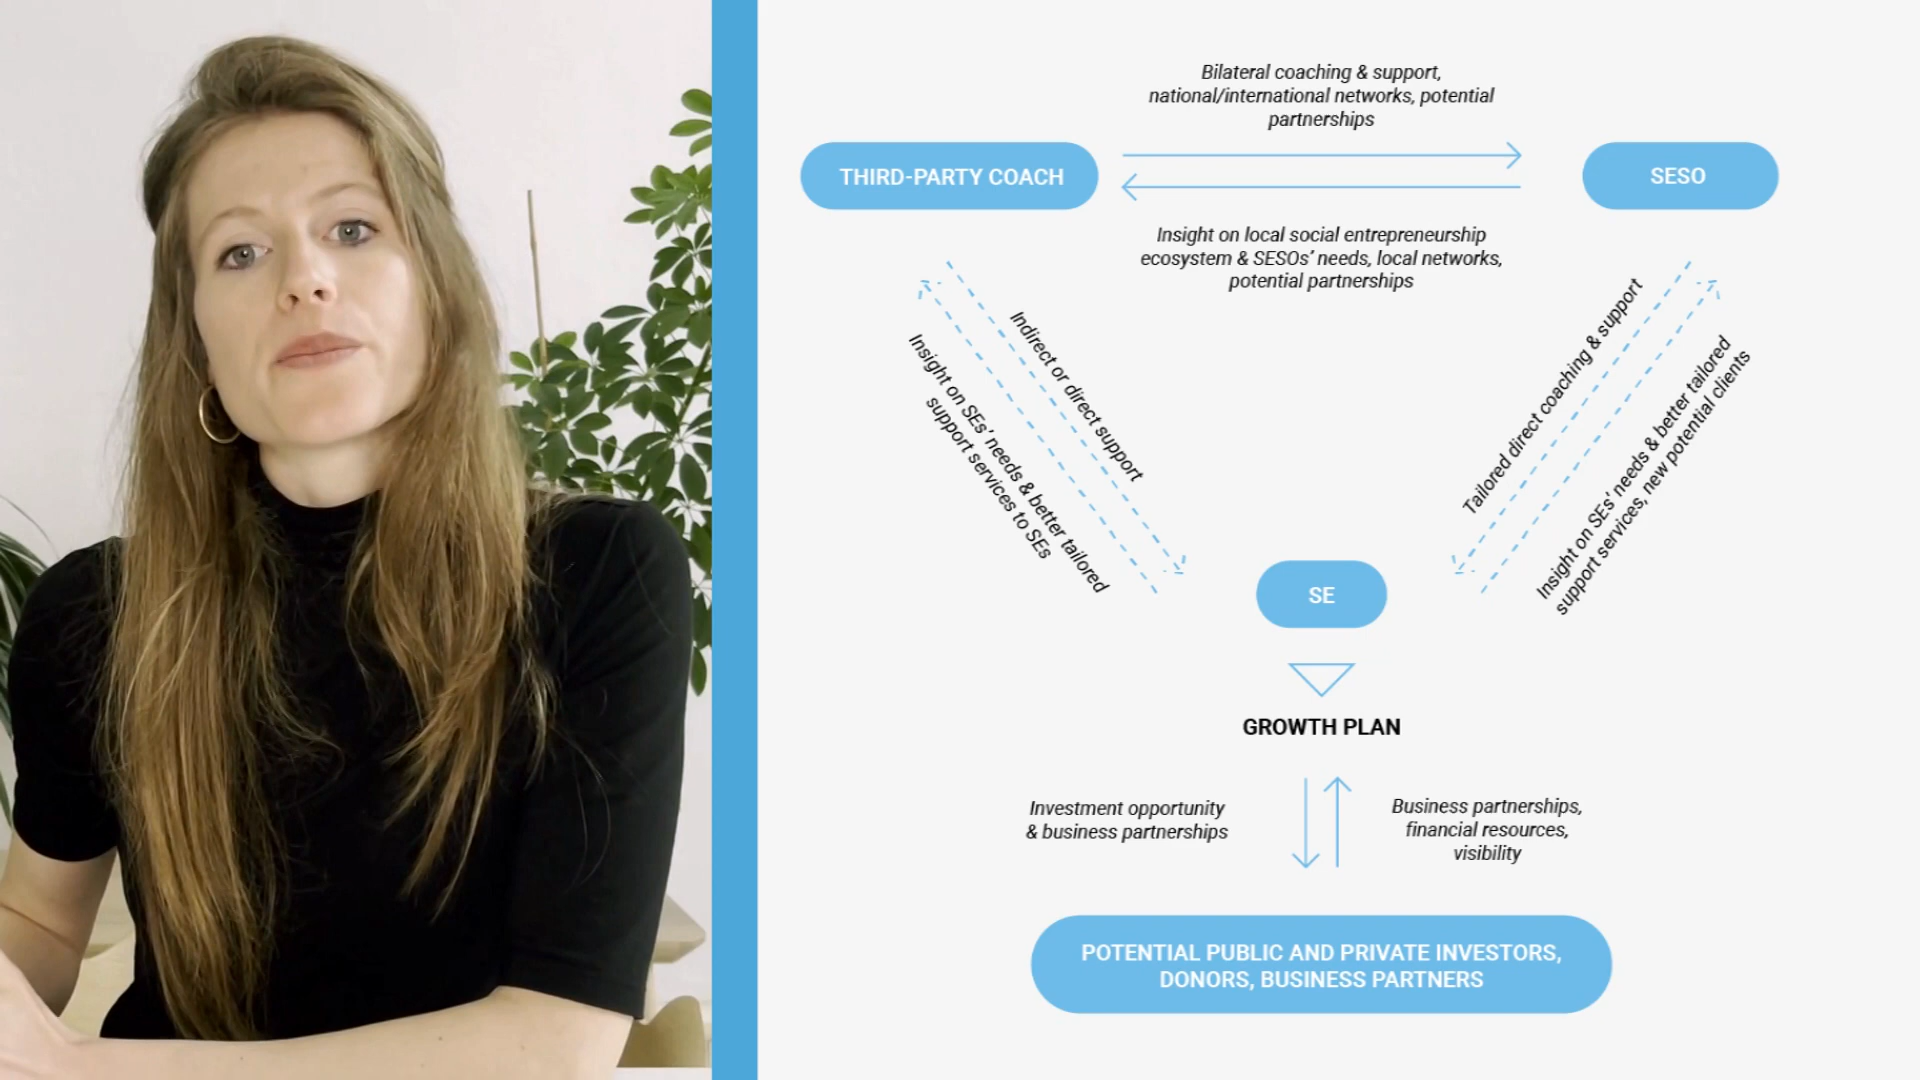 Bilateral coaching & support,
national/international networks, potential
partnerships
THIRD-PARTY COACH
SESO
Insight on local social entrepreneurship
ecosystem & SESOs' needs, local networks,
potential partnerships
Indirect or direct support
Insight on SEs' needs & better tailored
support services to SEs
Tailored direct coaching & support
Insight on SEs' needs & better tailored
support services, new potential clients
SE
GROWTH PLAN
Investment opportunity
& business partnerships
Business partnerships,
financial resources,
visibility
POTENTIAL PUBLIC AND PRIVATE INVESTORS,
DONORS, BUSINESS PARTNERS